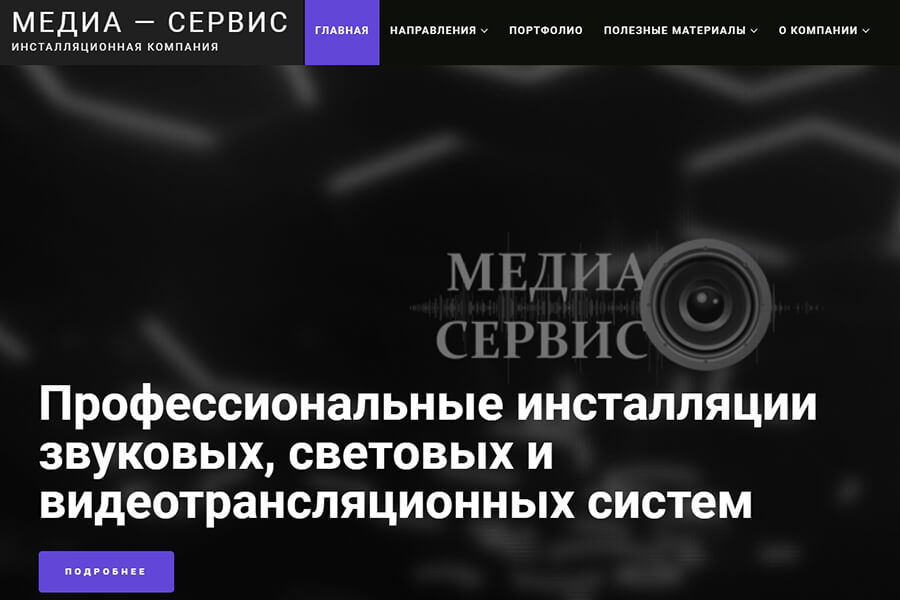 МЕДИА — СЕРВИС
ИНСТАЛЛЯЦИОННАЯ КОМПАНИЯ
ГЛАВНАЯ НАПРАВЛЕНИЯ ПОРТФОЛИО ПОЛЕЗНЫЕ МАТЕРИАЛЫ О КОМПАНИИ
МЕДИА
СЕРВИС
Профессиональные инсталляции
звуковых, световых и
видеотрансляционных систем
ПОДРОБНЕЕ